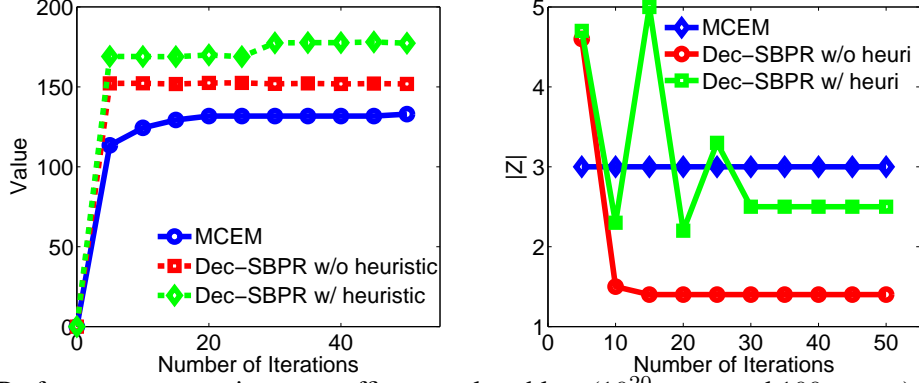 200
150
100
50
0
Value
0
20
40
Number of Iterations
MCEM
Dec−SBPR w/o heuristic
Dec−SBPR w/ heuristic
5
4
3
2
1
|Z|
0
10
20
30
40
50
Number of Iterations
MCEM
Dec−SBPR w/o heuri
Dec−SBPR w/ heuri